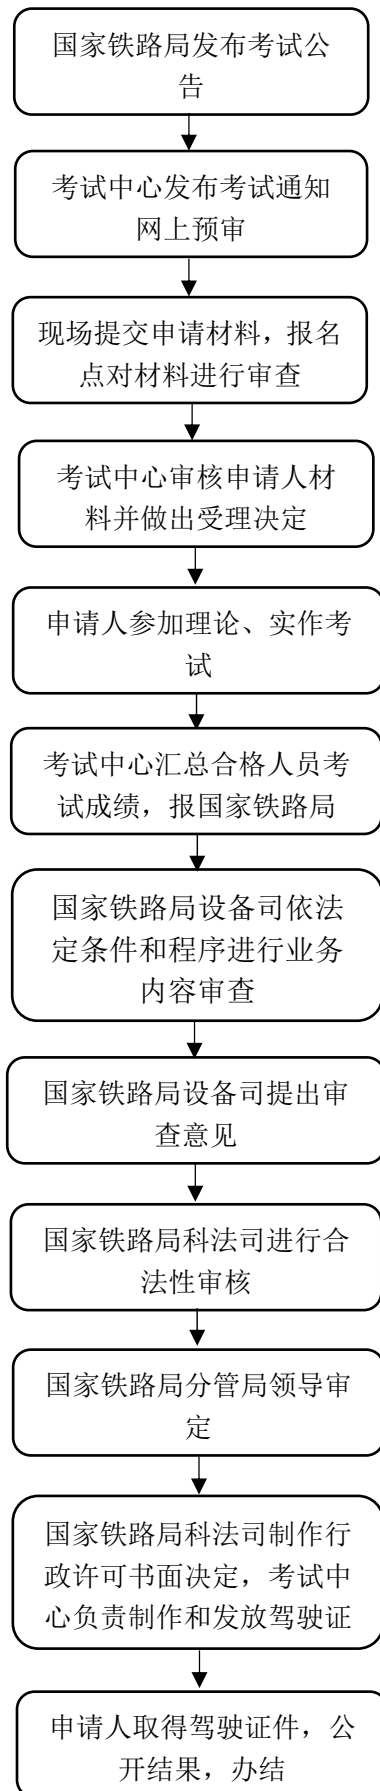 国家铁路局发布考试公
告
考试中心发布考试通知
网上预审
现场提交申请材料，报名
点对材料进行审查
考试中心审核申请人材
料并做出受理决定
申请人参加理论、实作考
试
考试中心汇总合格人员考
试成绩，报国家铁路局
国家铁路局设备司依法
定条件和程序进行业务
内容审查
国家铁路局设备司提出审
查意见
国家铁路局科法司进行合
法性审核
国家铁路局分管局领导审
定
国家铁路局科法司制作行
政许可书面决定，考试中
心负责制作和发放驾驶证
申请人取得驾驶证件，公
开结果，办结